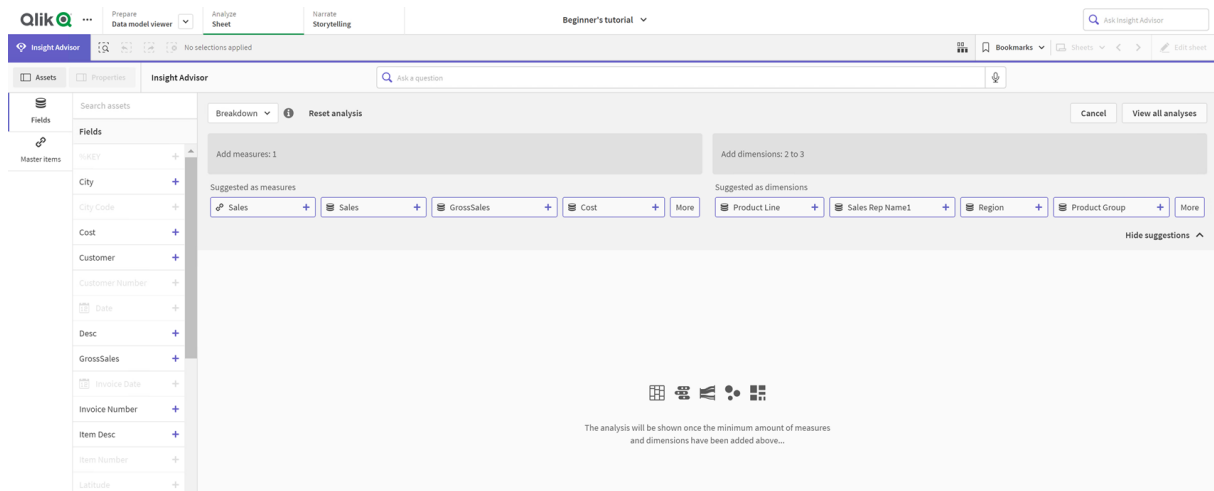 Qlik
Prepare
Data model viewer
Analyze
Sheet
Narrate
Storytelling
Beginner's tutorial
Ask Insight Advisor
Insight Advisor
No selections applied
Bookmarks
Sheets
Edit sheet
Assets
Properties
Insight Advisor
Ask a question
Fields
Master items
Search assets
Fields
%KEY
City
City Code
Cost
Customer
Customer Number
Date
Desc
GrossSales
Invoice Date
Invoice Number
Item Desc
Item Number
Latitude
Breakdown
Reset analysis
Cancel
View all analyses
Add measures: 1
Add dimensions: 2 to 3
Suggested as measures
Sales
Sales
GrossSales
Cost
More
Suggested as dimensions
Product Line
Sales Rep Name1
Region
Product Group
More
Hide suggestions
The analysis will be shown once the minimum amount of measures
and dimensions have been added above...